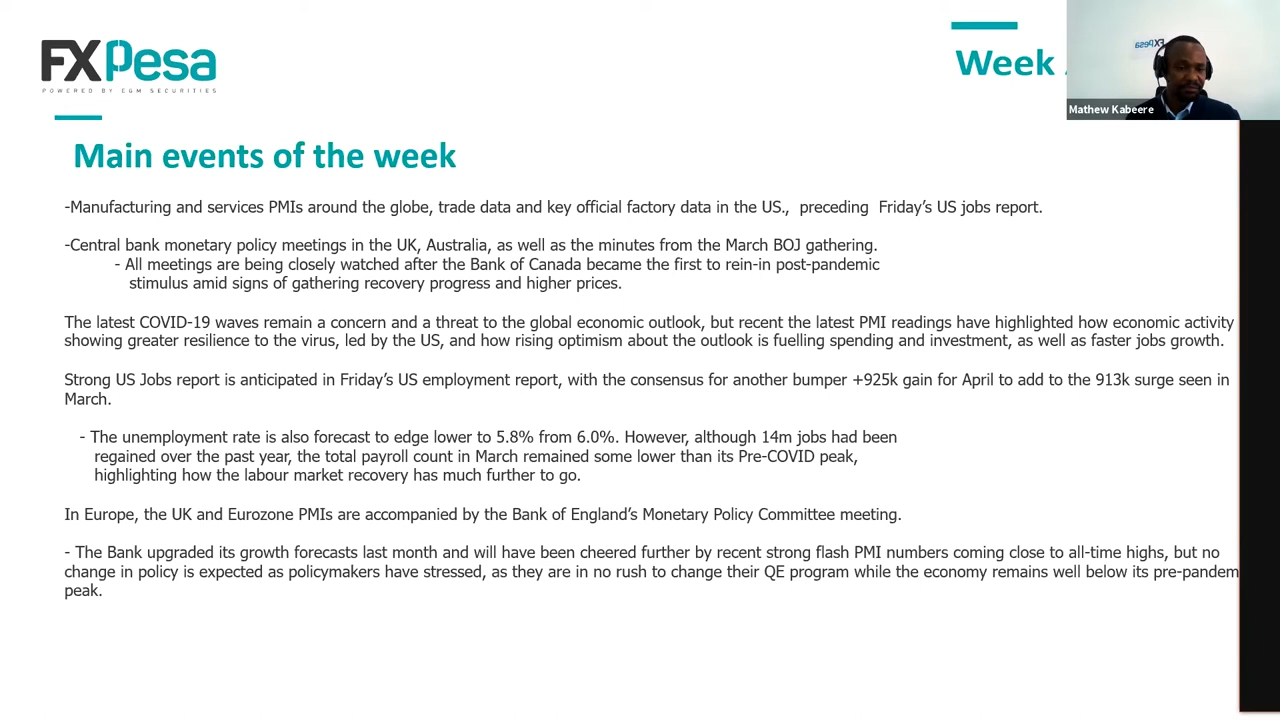 FXPesa
POWERED BY EGM SECURITIES
Week
FXPesa
Mathew Kabeere
Main events of the week
-Manufacturing and services PMIs around the globe, trade data and key official factory data in the US., preceding Friday's US jobs report.
-Central bank monetary policy meetings in the UK, Australia, as well as the minutes from the March BOJ gathering.
- All meetings are being closely watched after the Bank of Canada became the first to rein-in post-pandemic
stimulus amid signs of gathering recovery progress and higher prices.
The latest COVID-19 waves remain a concern and a threat to the global economic outlook, but recent the latest PMI readings have highlighted how economic activity
showing greater resilience to the virus, led by the US, and how rising optimism about the outlook is fuelling spending and investment, as well as faster jobs growth.
Strong US Jobs report is anticipated in Friday's US employment report, with the consensus for another bumper +925k gain for April to add to the 913k surge seen in
March.
- The unemployment rate is also forecast to edge lower to 5.8% from 6.0%. However, although 14m jobs had been
regained over the past year, the total payroll count in March remained some lower than its Pre-COVID peak,
highlighting how the labour market recovery has much further to go.
In Europe, the UK and Eurozone PMIs are accompanied by the Bank of England's Monetary Policy Committee meeting.
- The Bank upgraded its growth forecasts last month and will have been cheered further by recent strong flash PMI numbers coming close to all-time highs, but no
change in policy is expected as policymakers have stressed, as they are in no rush to change their QE program while the economy remains well below its pre-pandem
peak.